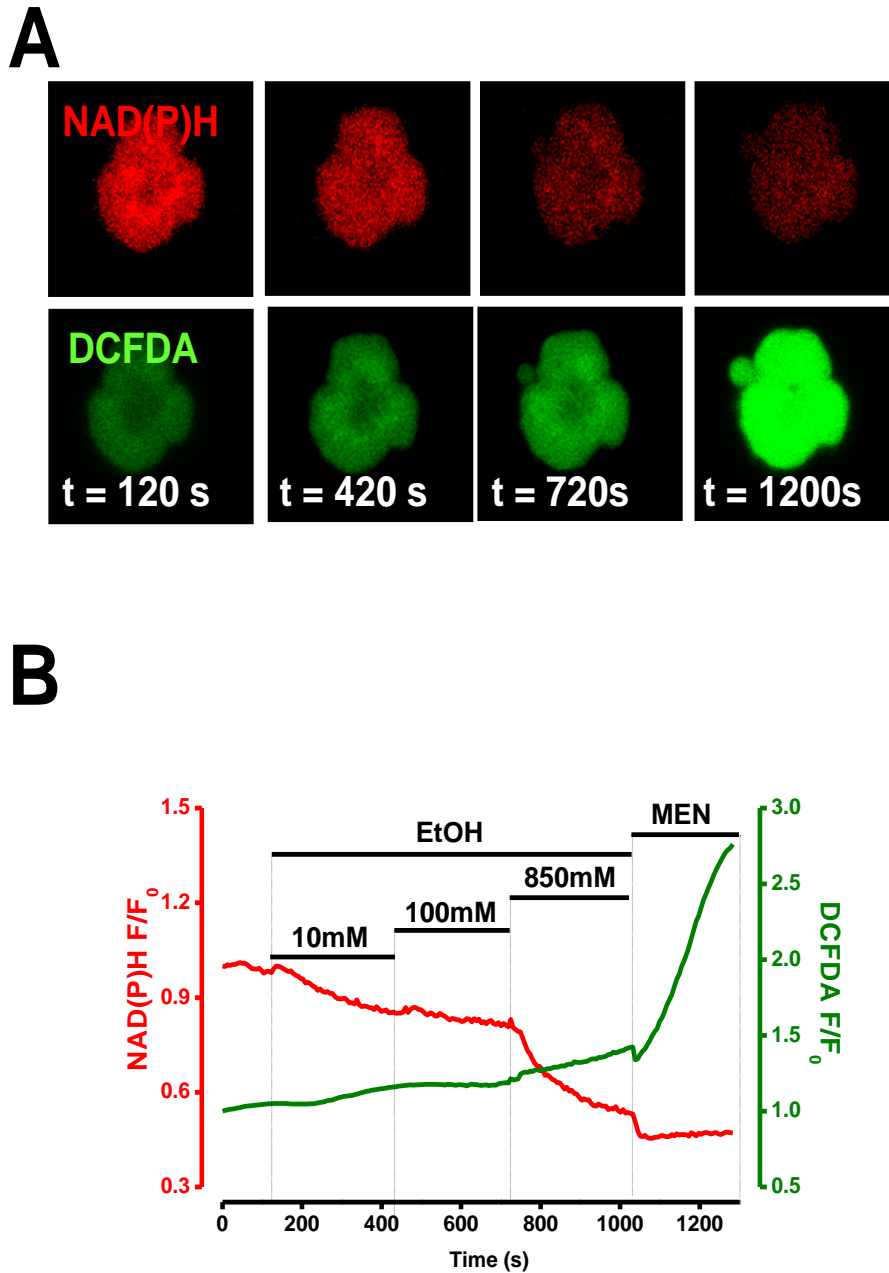 A
NAD(P)H
DCFDA
t = 120 s
t = 420 s
t = 720s
t = 1200s
B
1.5
1.2
0.9
0.6
0.3
NAD(P)H F/F0
EtOH
MEN
10mM
100mM
850mM
3.0
2.5
2.0
1.5
1.0
0.5
DCFDA F/F0
0
200
400
600
800
1000
1200
Time (s)